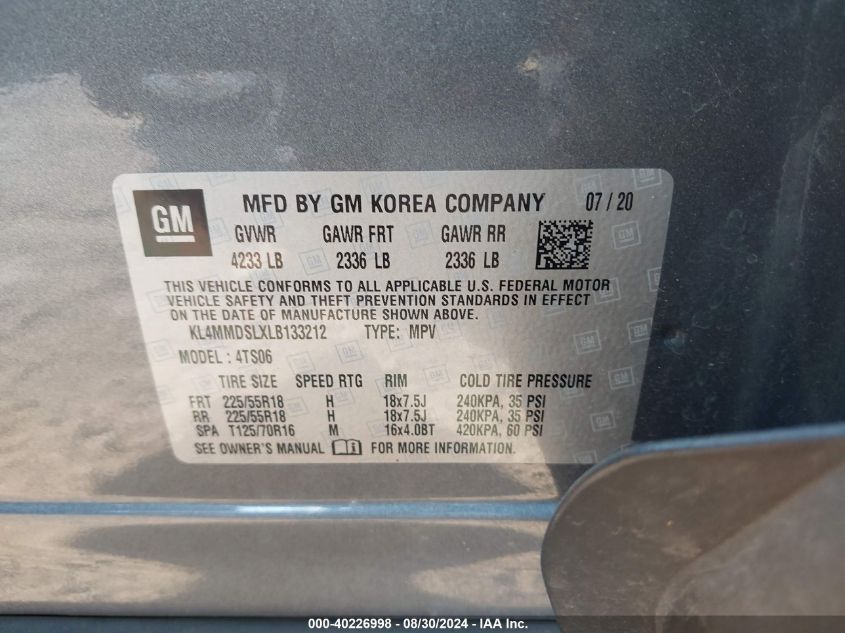 GM
MFD BY GM KOREA COMPANY 07/20
GVWR GAWR FRT GAWR RR
4233 LB 2336 LB 2336 LB
THIS VEHICLE CONFORMS TO ALL APPLICABLE U.S. FEDERAL MOTOR
VEHICLE SAFETY AND THEFT PREVENTION STANDARDS IN EFFECT
ON THE DATE OF MANUFACTURE SHOWN ABOVE.
KL4MMDSLXLB133212 TYPE: MPV
MODEL: 4TS06
TIRE SIZE SPEED RTG RIM COLD TIRE PRESSURE
FRT 225/55R18 H 18x7.5J 240KPA, 35 PSI
RR 225/55R18 H 18x7.5J 240KPA, 35 PSI
SPA T125/70R16 M 16x4.0BT 420KPA, 60 PSI
SEE OWNER'S MANUAL FOR MORE INFORMATION.
000-40226998 - 08/30/2024 - IAA Inc.